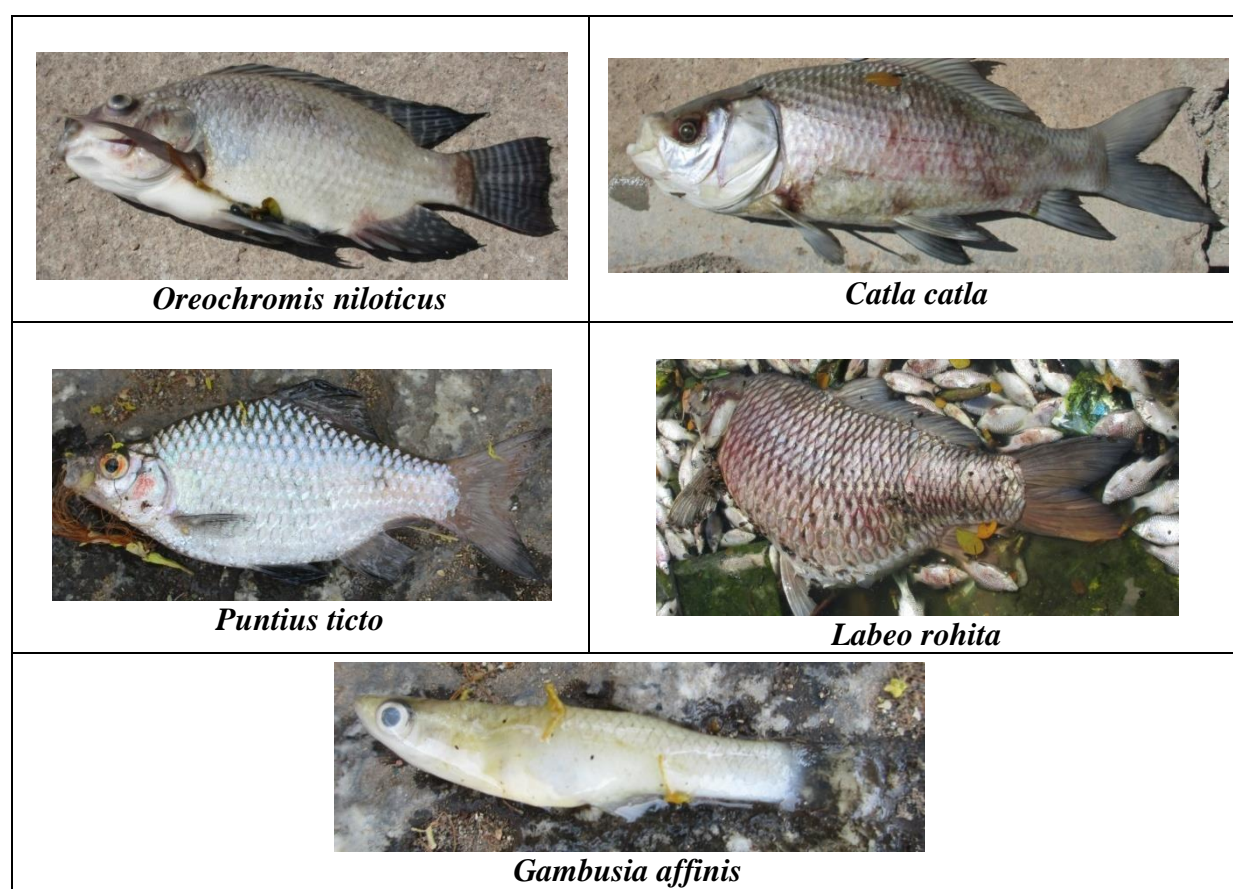 Oreochromis niloticus
Catla catla
Puntius ticto
Labeo rohita
Gambusia affinis